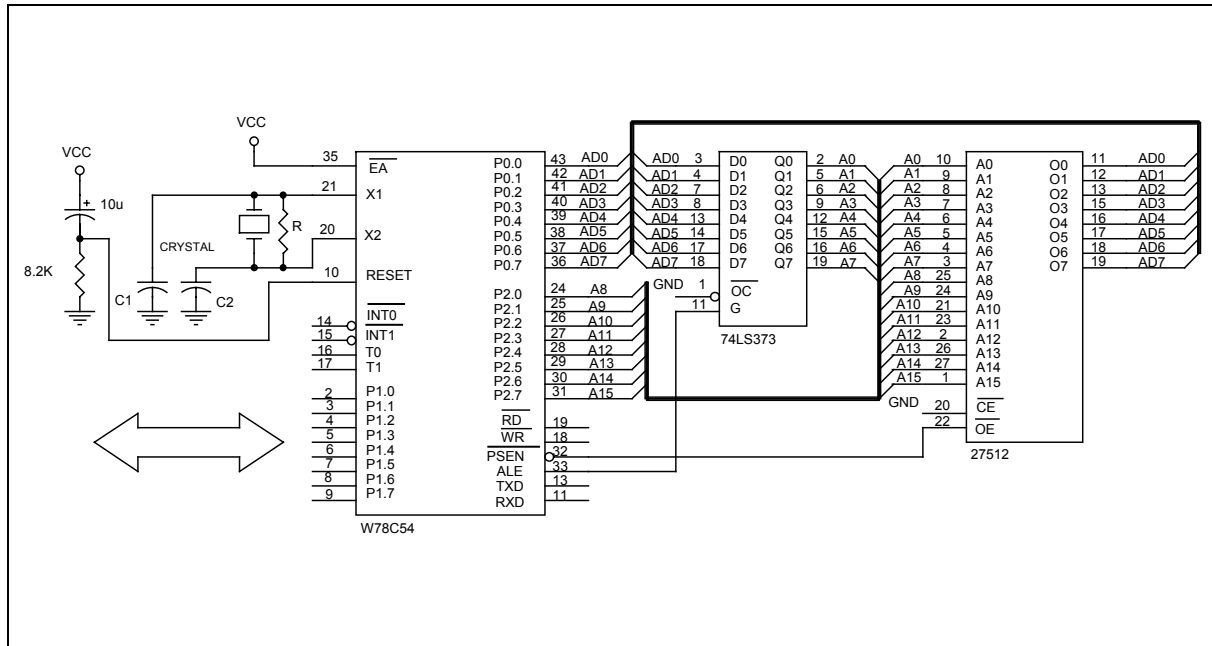 VCC
10u
8.2K
VCC
CRYSTAL
R
C1
C2
35 EA
21 X1
20 X2
10 RESET
14 INT0
15 INT1
16 T0
17 T1
2 P1.0
3 P1.1
4 P1.2
5 P1.3
6 P1.4
7 P1.5
8 P1.6
9 P1.7
P0.0 43 AD0
P0.1 42 AD1
P0.2 41 AD2
P0.3 40 AD3
P0.4 39 AD4
P0.5 38 AD5
P0.6 37 AD6
P0.7 36 AD7
P2.0 24 A8
P2.1 25 A9
P2.2 26 A10
P2.3 27 A11
P2.4 28 A12
P2.5 29 A13
P2.6 30 A14
P2.7 31 A15
RD 19
WR 18
PSEN 32
ALE 33
TXD 13
RXD 11
W78C54
AD0 3 D0 Q0 2 A0
AD1 4 D1 Q1 5 A1
AD2 7 D2 Q2 6 A2
AD3 8 D3 Q3 9 A3
AD4 13 D4 Q4 12 A4
AD5 14 D5 Q5 15 A5
AD6 17 D6 Q6 16 A6
AD7 18 D7 Q7 19 A7
GND 1 OC
11 G
74LS373
A0 10 A0 O0 11 AD0
A1 9 A1 O1 12 AD1
A2 8 A2 O2 13 AD2
A3 7 A3 O3 15 AD3
A4 6 A4 O4 16 AD4
A5 5 A5 O5 17 AD5
A6 4 A6 O6 18 AD6
A7 3 A7 O7 19 AD7
A8 25 A8
A9 24 A9
A10 21 A10
A11 23 A11
A12 2 A12
A13 26 A13
A14 27 A14
A15 1 A15
GND 20 CE
22 OE
27512